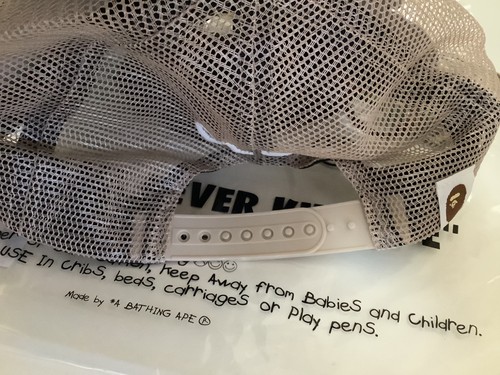 VER
Keep Away from Babies and Children.
USE In Cribs, beds, carriages or Play pens.
Made by *A BATHING APE ®